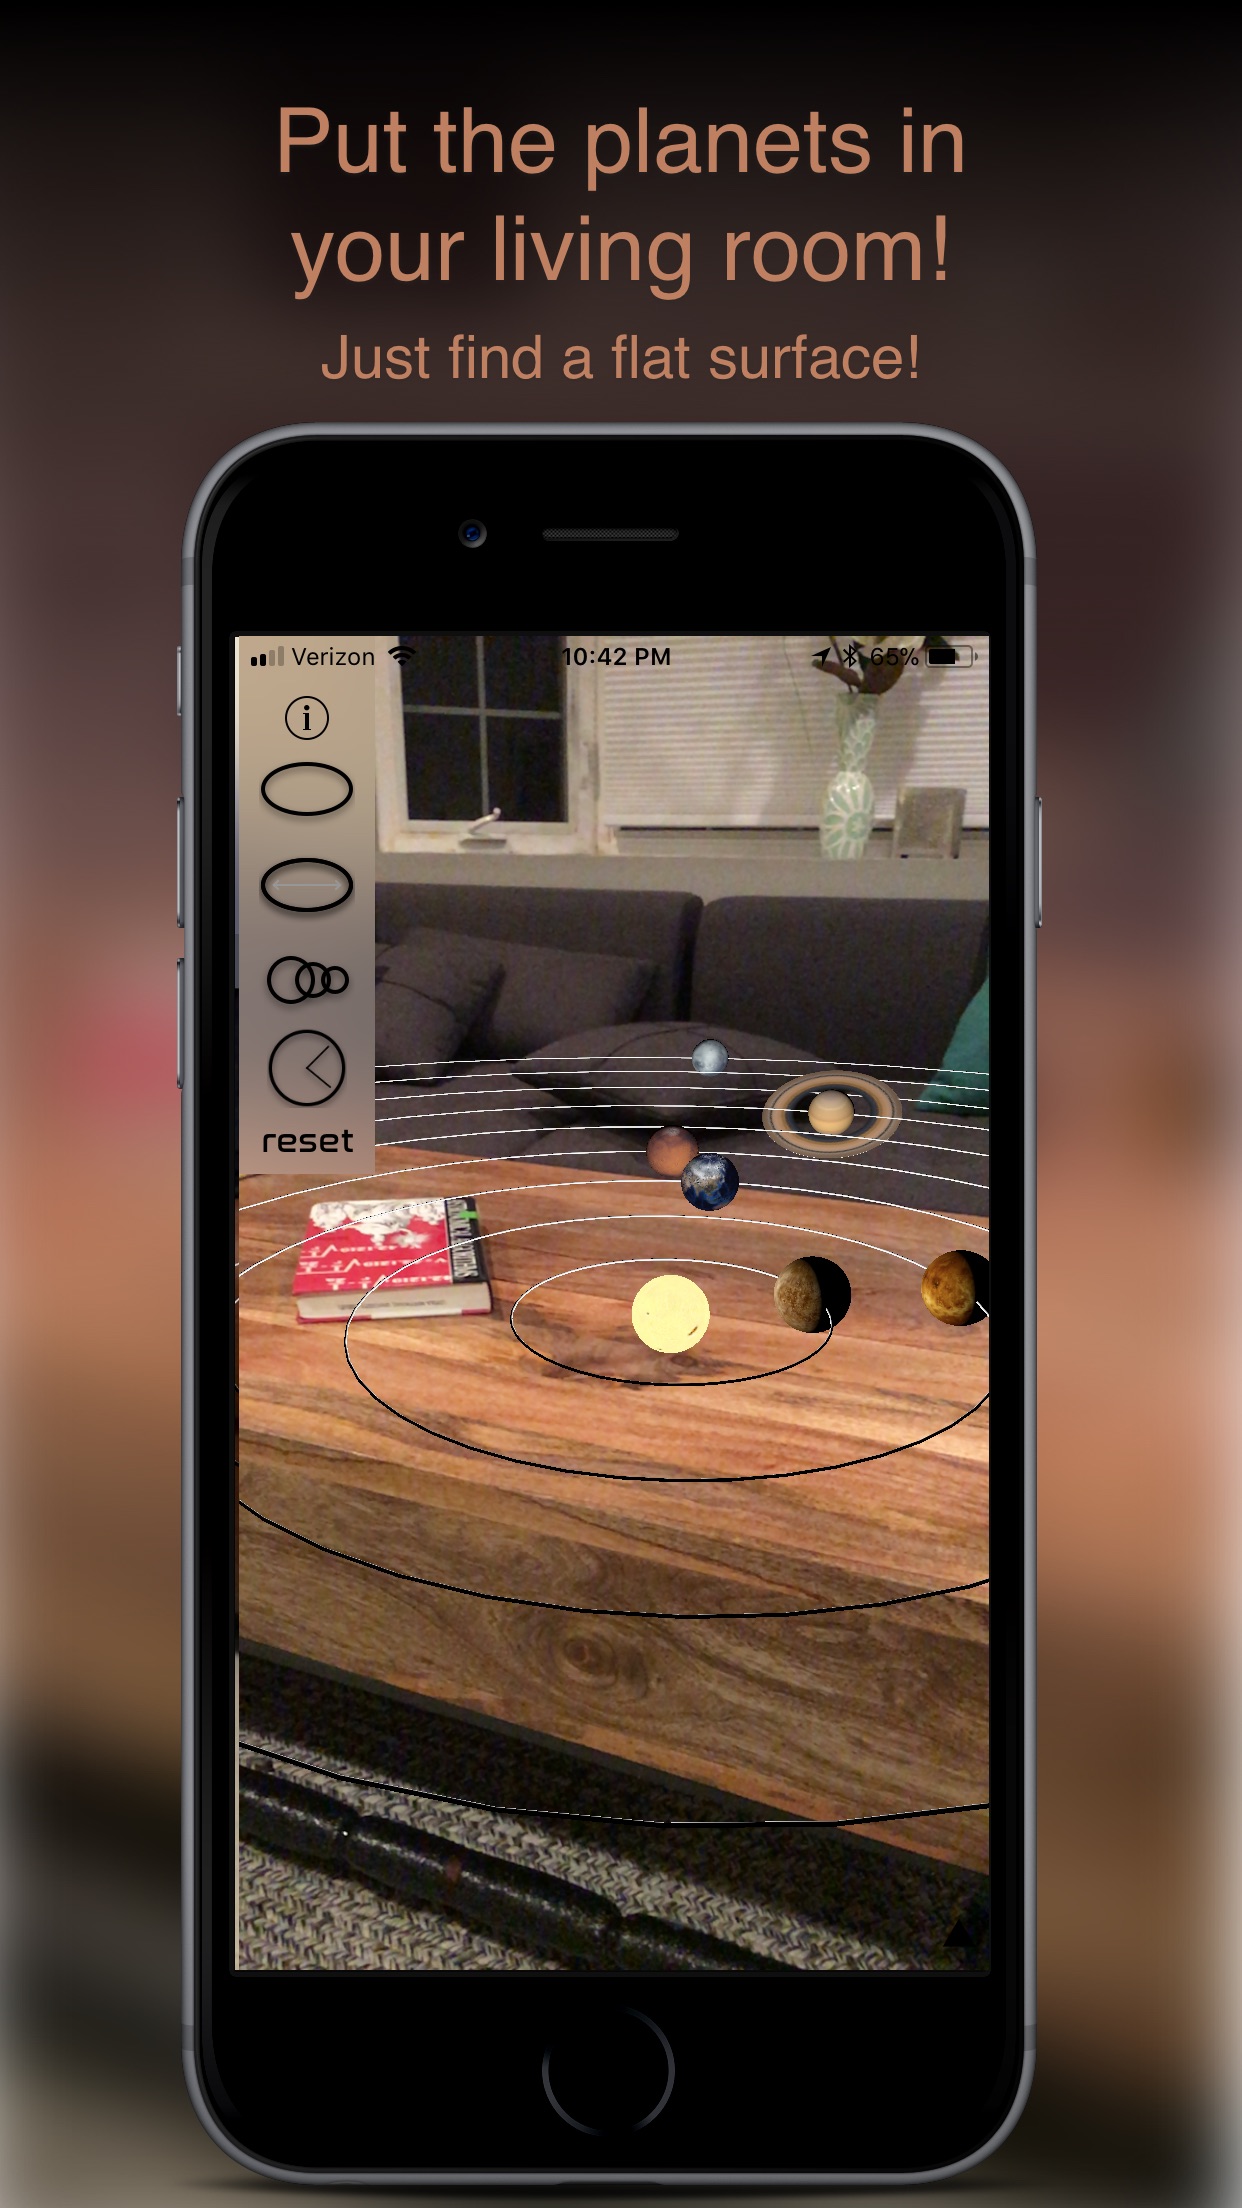 Put the planets in
your living room!
Just find a flat surface!
Verizon 10:42 PM 65%
i
reset